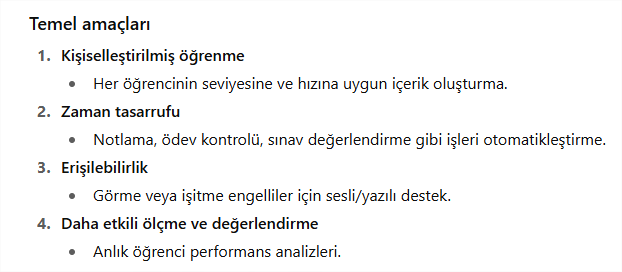 Temel amaçları
1. Kişiselleştirilmiş öğrenme
• Her öğrencinin seviyesine ve hızına uygun içerik oluşturma.
2. Zaman tasarrufu
• Notlama, ödev kontrolü, sınav değerlendirme gibi işleri otomatikleştirme.
3. Erişilebilirlik
• Görme veya işitme engelliler için sesli/yazılı destek.
4. Daha etkili ölçme ve değerlendirme
• Anlık öğrenci performans analizleri.